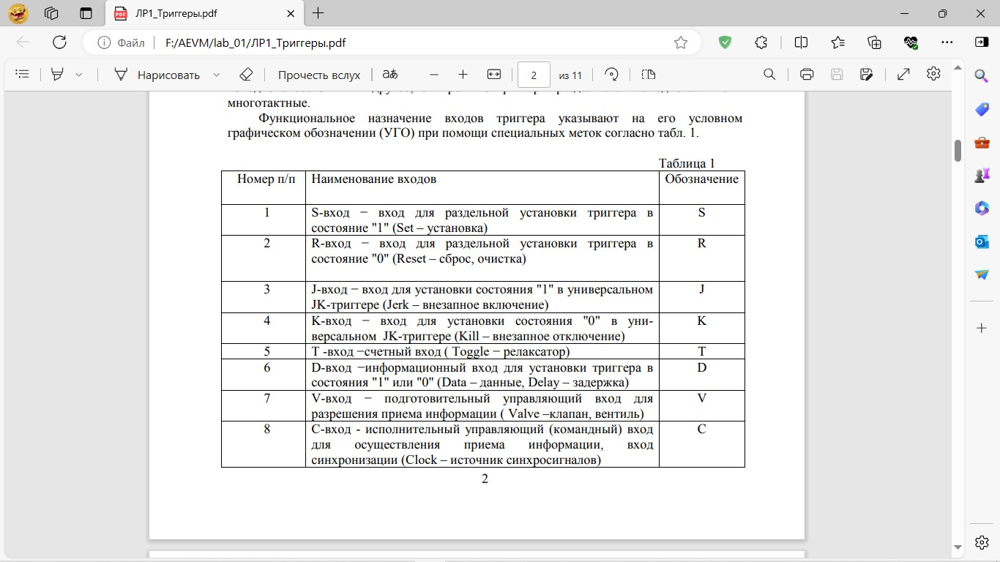 ЛР1_Триггеры.pdf
Файл
F:/AEVM/lab_01/ЛР1_Триггеры.pdf
Нарисовать
Прочесть вслух
2
из 11
многотактные.
Функциональное назначение входов триггера указывают на его условном
графическом обозначении (УГО) при помощи специальных меток согласно табл. 1.
Таблица 1
Номер п/п Наименование входов Обозначение
1 S-вход − вход для раздельной установки триггера в S
состояние "1" (Set – установка)
2 R-вход − вход для раздельной установки триггера в R
состояние "0" (Reset – сброс, очистка)
3 J-вход − вход для установки состояния "1" в универсальном J
JK-триггере (Jerk – внезапное включение)
4 K-вход − вход для установки состояния "0" в уни- K
версальном JK-триггере (Kill – внезапное отключение)
5 T -вход −счетный вход ( Toggle − релаксатор) T
6 D-вход −информационный вход для установки триггера в D
состояния "1" или "0" (Data – данные, Delay – задержка)
7 V-вход − подготовительный управляющий вход для V
разрешения приема информации ( Valve –клапан, вентиль)
8 C-вход - исполнительный управляющий (командный) вход C
для осуществления приема информации, вход
синхронизации (Clock – источник синхросигналов)
2